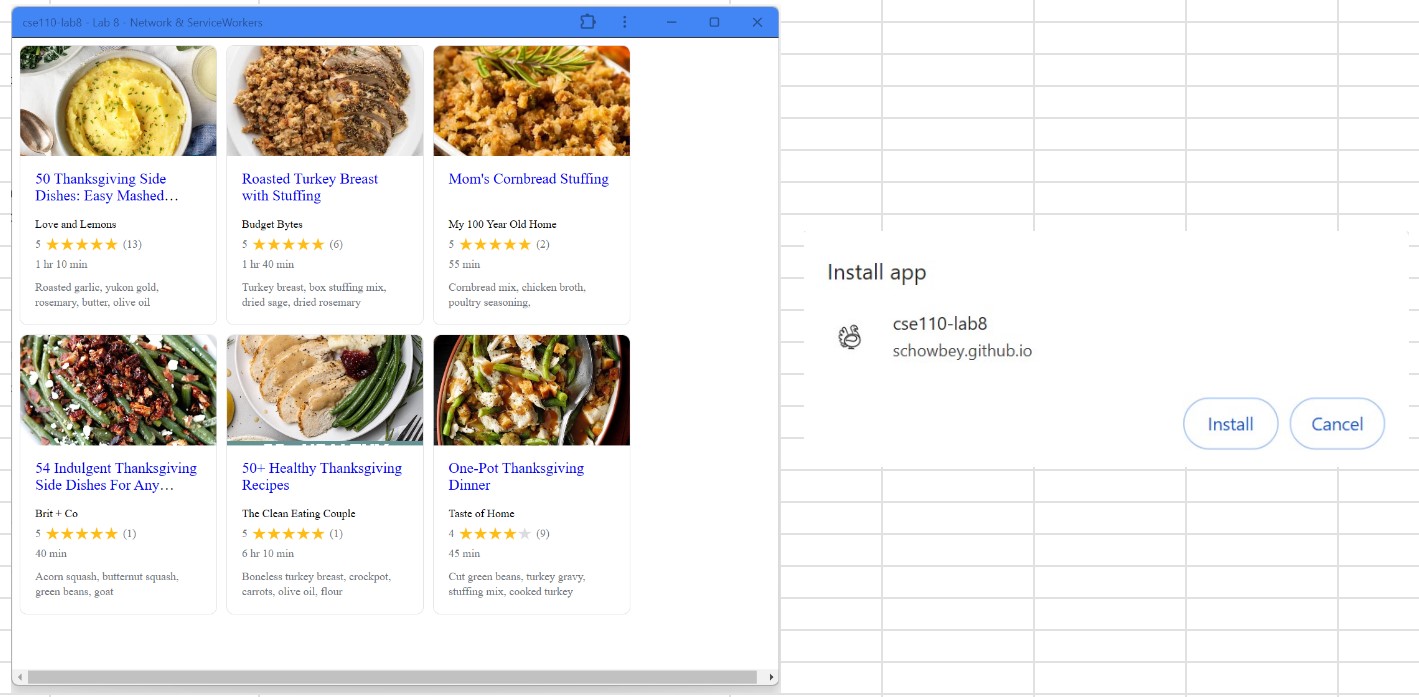 cse110-lab8 - Lab 8 - Network & ServiceWorkers
50 Thanksgiving Side
Dishes: Easy Mashed…
Love and Lemons
5 ★★★★★ (13)
1 hr 10 min
Roasted garlic, yukon gold,
rosemary, butter, olive oil
Roasted Turkey Breast
with Stuffing
Budget Bytes
5 ★★★★★ (6)
1 hr 40 min
Turkey breast, box stuffing mix,
dried sage, dried rosemary
Mom's Cornbread Stuffing
My 100 Year Old Home
5 ★★★★★ (2)
55 min
Cornbread mix, chicken broth,
poultry seasoning,
54 Indulgent Thanksgiving
Side Dishes For Any…
Brit + Co
5 ★★★★★ (1)
40 min
Acorn squash, butternut squash,
green beans, goat
50+ Healthy Thanksgiving
Recipes
The Clean Eating Couple
5 ★★★★★ (1)
6 hr 10 min
Boneless turkey breast, crockpot,
carrots, olive oil, flour
One-Pot Thanksgiving
Dinner
Taste of Home
4 ★★★★★ (9)
45 min
Cut green beans, turkey gravy,
stuffing mix, cooked turkey
Install app
cse110-lab8
schowbey.github.io
Install
Cancel